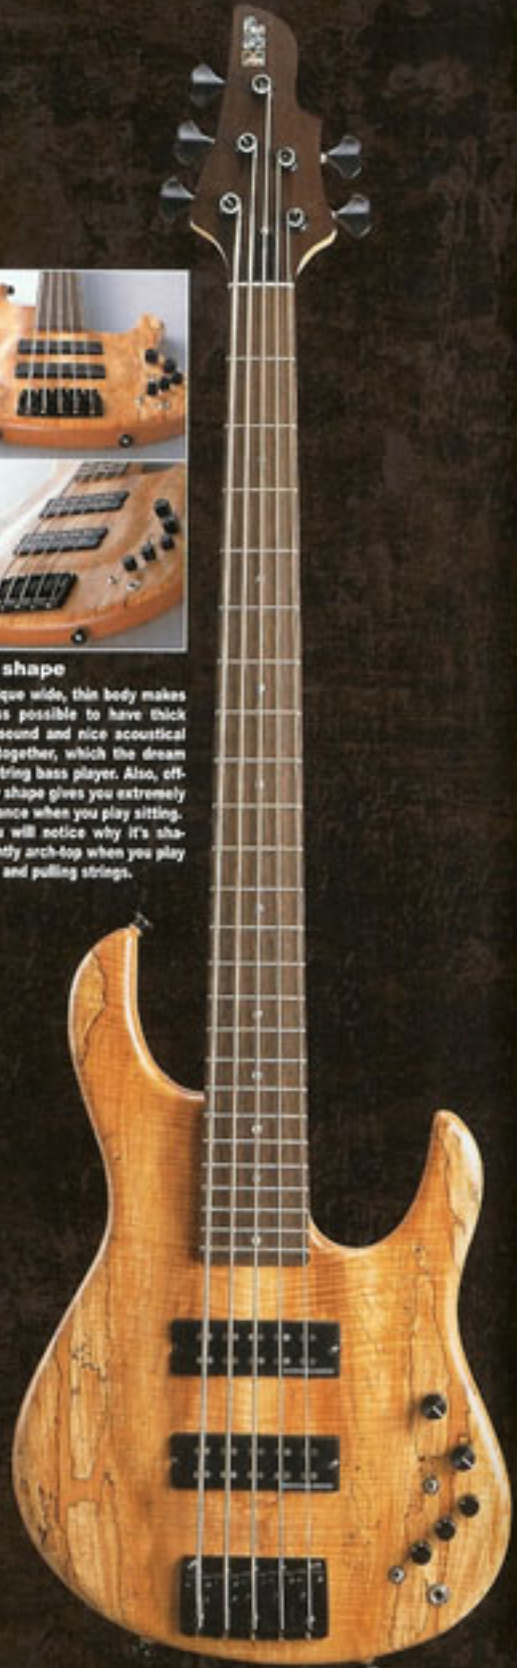 ESP
shape
que wide, thin body makes
s possible to have thick
sound and nice acoustical
together, which the dream
tring bass player. Also, off-
shape gives you extremely
ance when you play sitting.
u will notice why it's sha-
ntly arch-top when you play
and pulling strings.